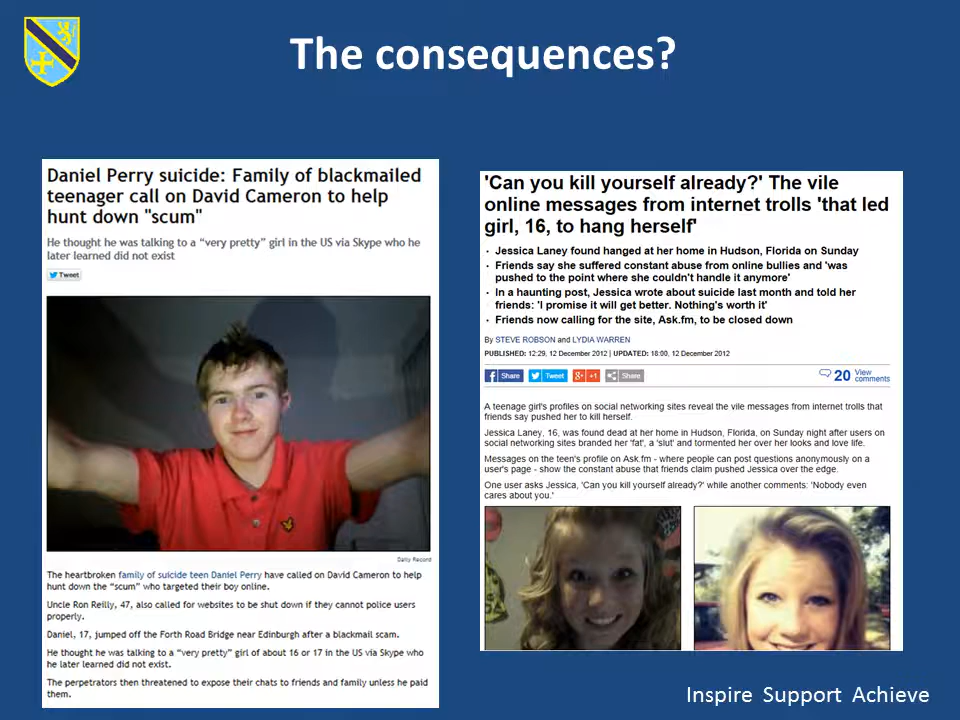 The consequences?
Daniel Perry suicide: Family of blackmailed
teenager call on David Cameron to help
hunt down "scum"
He thought he was talking to a “very pretty” girl in the US via Skype who he
later learned did not exist
Tweet
Daily Record
The heartbroken family of suicide teen Daniel Perry have called on David Cameron to help
hunt down the “scum” who targeted their boy online.
Uncle Ron Reilly, 47, also called for websites to be shut down if they cannot police users
properly.
Daniel, 17, jumped off the Forth Road Bridge near Edinburgh after a blackmail scam.
He thought he was talking to a “very pretty” girl of about 16 or 17 in the US via Skype who
he later learned did not exist.
The perpetrators then threatened to expose their chats to friends and family unless he paid
them.
'Can you kill yourself already?' The vile
online messages from internet trolls 'that led
girl, 16, to hang herself'
· Jessica Laney found hanged at her home in Hudson, Florida on Sunday
· Friends say she suffered constant abuse from online bullies and 'was
pushed to the point where she couldn't handle it anymore'
· In a haunting post, Jessica wrote about suicide last month and told her
friends: 'I promise it will get better. Nothing's worth it'
· Friends now calling for the site, Ask.fm, to be closed down
By STEVE ROBSON and LYDIA WARREN
PUBLISHED: 12:29, 12 December 2012 | UPDATED: 18:00, 12 December 2012
f Share Tweet g +1 Share 20 View
comments
A teenage girl's profiles on social networking sites reveal the vile messages from internet trolls that
friends say pushed her to kill herself.
Jessica Laney, 16, was found dead at her home in Hudson, Florida, on Sunday night after users on
social networking sites branded her 'fat', a 'slut' and tormented her over her looks and love life.
Messages on the teen's profile on Ask.fm - where people can post questions anonymously on a
user's page - show the constant abuse that friends claim pushed Jessica over the edge.
One user asks Jessica, 'Can you kill yourself already?' while another comments: 'Nobody even
cares about you.'
Inspire Support Achieve